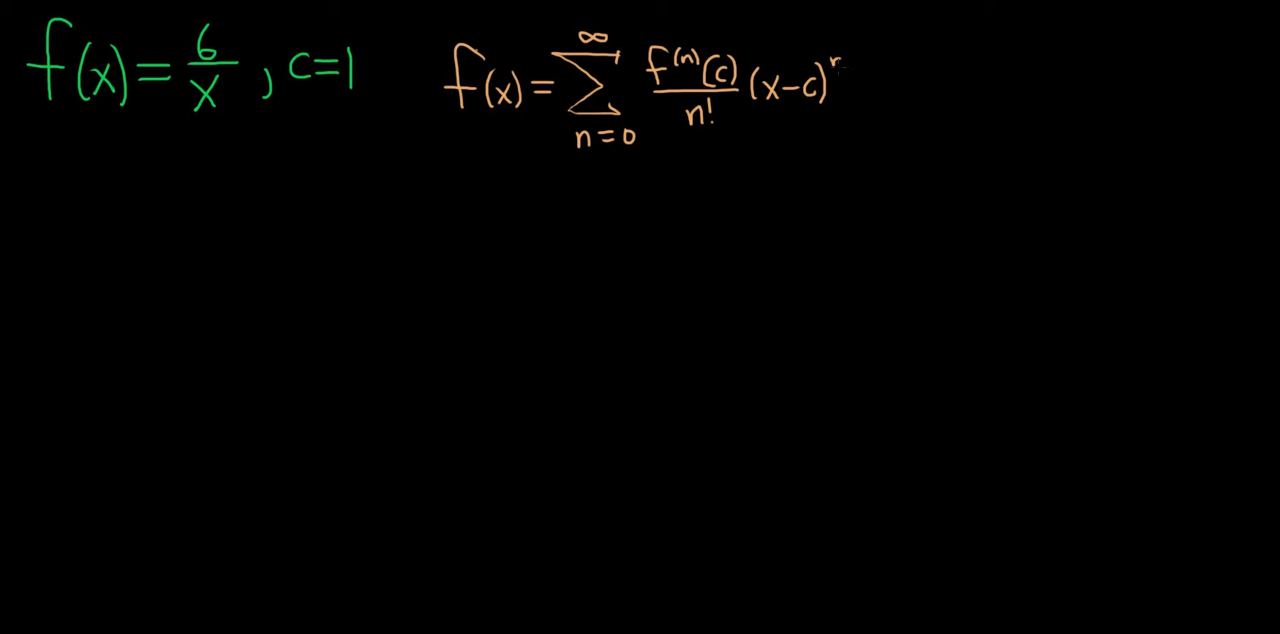 f(x) = 6/x , c=1
f(x) = ∑_{n=0}^{∞} f^{(n)}(c)/n! (x-c)^n